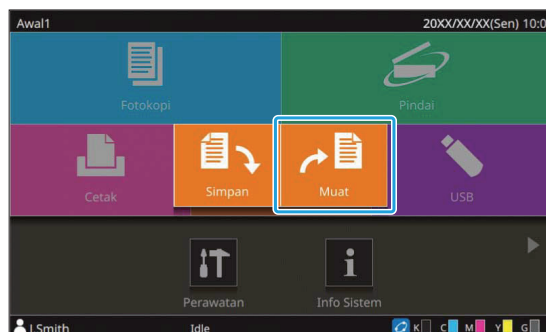 Awal1 20XX/XX/XX(Sen) 10:0
Fotokopi Pindai
Cetak Simpan Muat USB
Perawatan Info Sistem
J.Smith Idle K C M Y G